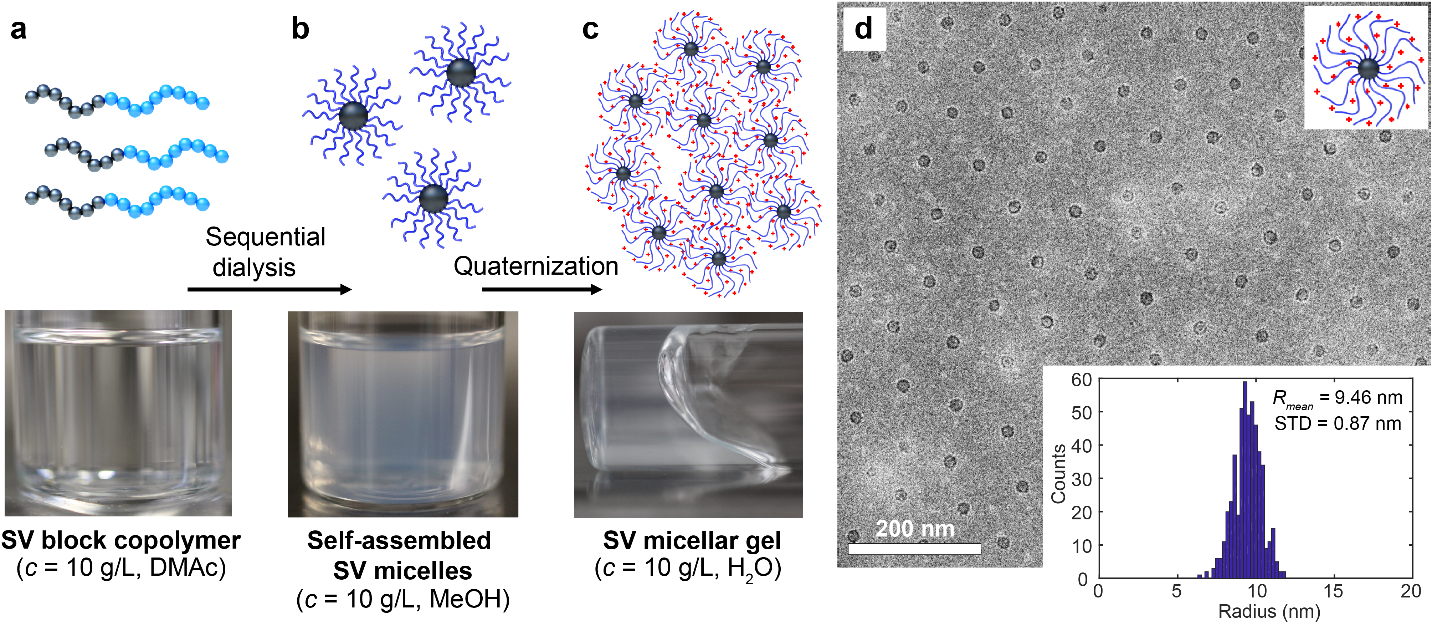 a
b
c
d
Sequential
dialysis
Quaternization
SV block copolymer
(c = 10 g/L, DMAc)
Self-assembled
SV micelles
(c = 10 g/L, MeOH)
SV micellar gel
(c = 10 g/L, H₂O)
200 nm
60
50
40
30
20
10
0
Counts
R_mean = 9.46 nm
STD = 0.87 nm
0
5
10
15
20
Radius (nm)